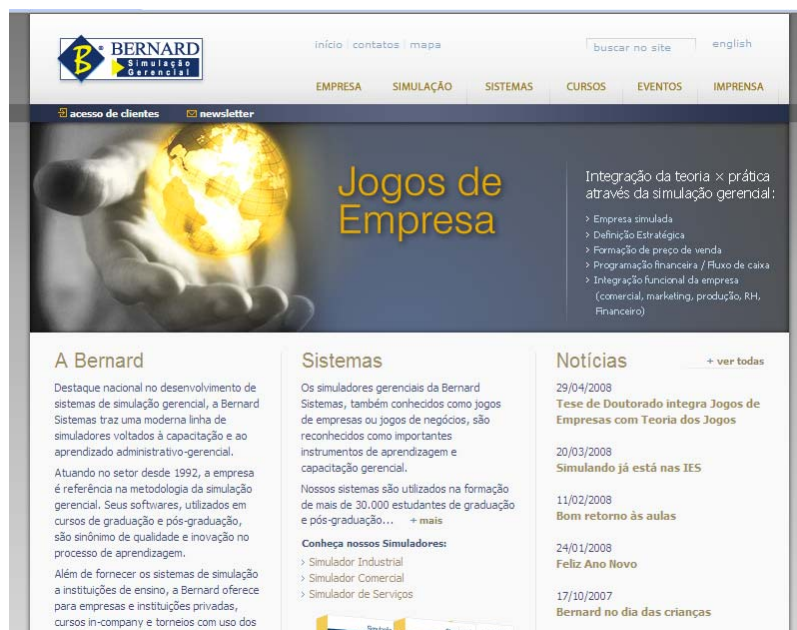 BERNARD
Simulação
Gerencial
início contatos mapa
buscar no site
english
EMPRESA SIMULAÇÃO SISTEMAS CURSOS EVENTOS IMPRENSA
acesso de clientes newsletter
Jogos de
Empresa
Integração da teoria × prática
através da simulação gerencial:
> Empresa simulada
> Definição Estratégica
> Formação de preço de venda
> Programação financeira / Fluxo de caixa
> Integração funcional da empresa
(comercial, marketing, produção, RH,
Financeiro)
A Bernard
Destaque nacional no desenvolvimento de
sistemas de simulação gerencial, a Bernard
Sistemas traz uma moderna linha de
simuladores voltados à capacitação e ao
aprendizado administrativo-gerencial.
Atuando no setor desde 1992, a empresa
é referência na metodologia da simulação
gerencial. Seus softwares, utilizados em
cursos de graduação e pós-graduação,
são sinônimo de qualidade e inovação no
processo de aprendizagem.
Além de fornecer os sistemas de simulação
a instituições de ensino, a Bernard oferece
para empresas e instituições privadas,
cursos in-company e torneios com uso dos
Sistemas
Os simuladores gerenciais da Bernard
Sistemas, também conhecidos como jogos
de empresas ou jogos de negócios, são
reconhecidos como importantes
instrumentos de aprendizagem e
capacitação gerencial.
Nossos sistemas são utilizados na formação
de mais de 30.000 estudantes de graduação
e pós-graduação... + mais
Conheça nossos Simuladores:
> Simulador Industrial
> Simulador Comercial
> Simulador de Serviços
Notícias
+ ver todas
29/04/2008
Tese de Doutorado integra Jogos de
Empresas com Teoria dos Jogos
20/03/2008
Simulando já está nas IES
11/02/2008
Bom retorno às aulas
24/01/2008
Feliz Ano Novo
17/10/2007
Bernard no dia das crianças